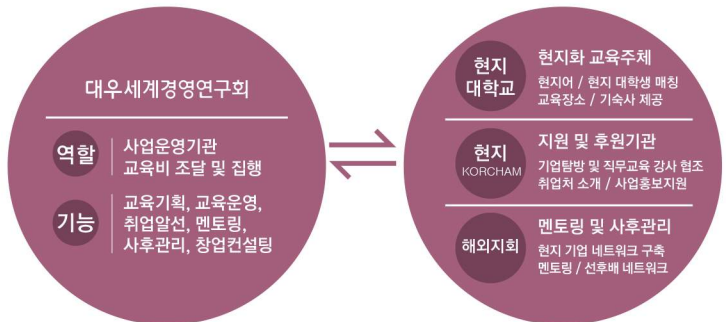 대우세계경영연구회
역할
사업운영기관
교육비 조달 및 집행
기능
교육기획, 교육운영,
취업알선, 멘토링,
사후관리, 창업컨설팅
현지
대학교
현지화 교육주체
현지어 / 현지 대학생 매칭
교육장소 / 기숙사 제공
현지
KORCHAM
지원 및 후원기관
기업탐방 및 직무교육 강사 협조
취업처 소개 / 사업홍보지원
해외지회
멘토링 및 사후관리
현지 기업 네트워크 구축
멘토링 / 선후배 네트워크